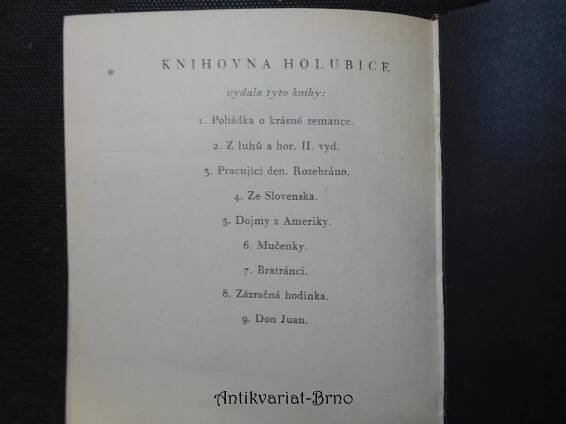 KNIHOVNA HOLUBICE
vydala tyto knihy:
1. Pohádka o krásné zemance.
2. Z luhů a hor. II. vyd.
3. Pracující den. Rozebráno.
4. Ze Slovenska.
5. Dojmy z Ameriky.
6. Mučenky.
7. Bratránci.
8. Zázračná hodinka.
9. Don Juan.
Antikvariat-Brno